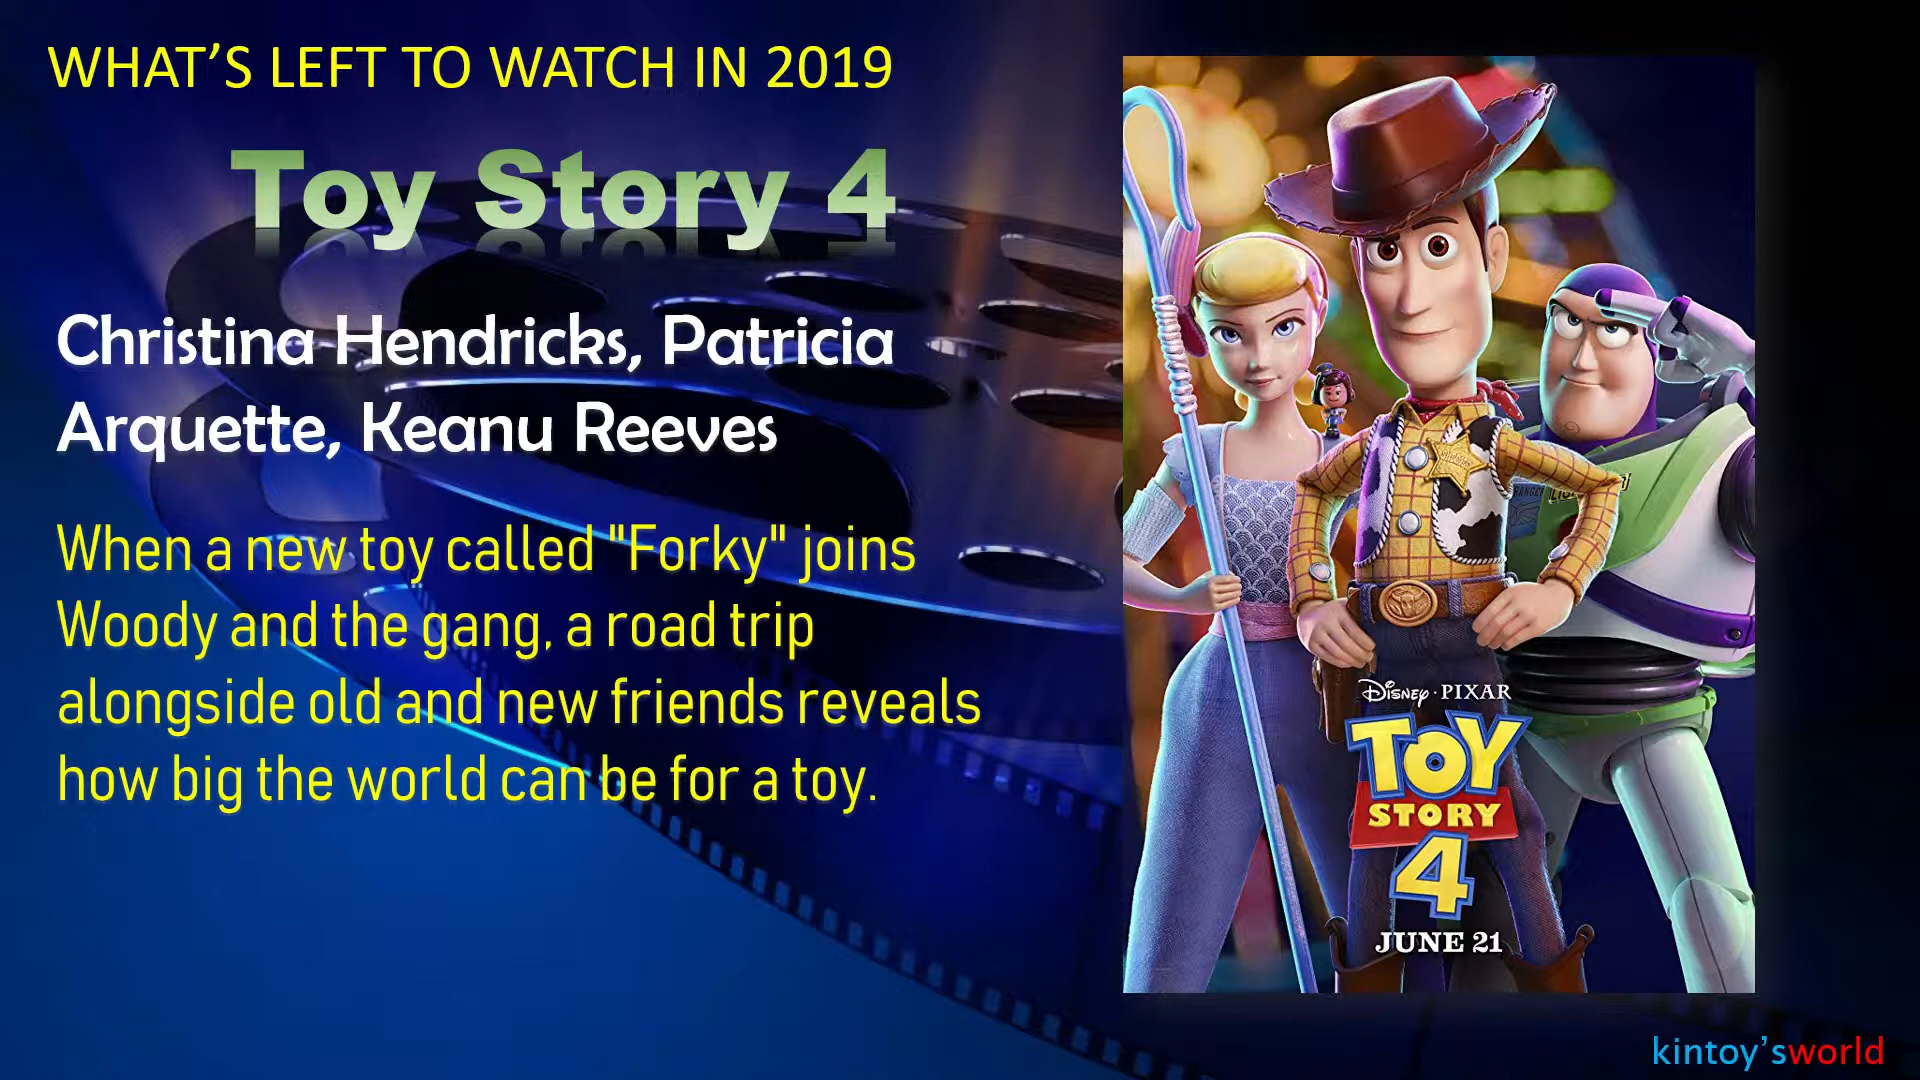 WHAT’S LEFT TO WATCH IN 2019
Toy Story 4
Christina Hendricks, Patricia
Arquette, Keanu Reeves
When a new toy called "Forky" joins
Woody and the gang, a road trip
alongside old and new friends reveals
how big the world can be for a toy.
DISNEY · PIXAR
TOY
STORY
4
JUNE 21
kintoy’sworld